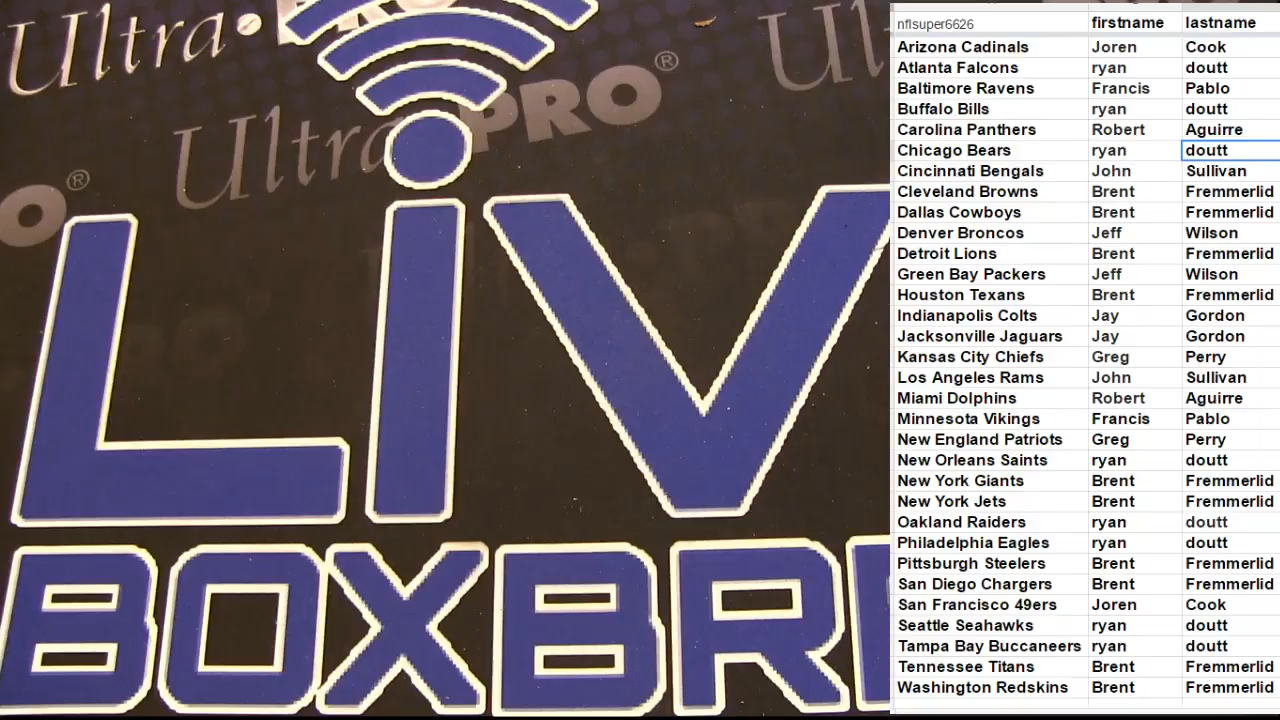 Ultra PRO
Ultra PRO®
U
O®
LiV
BOXBR
nflsuper6626 firstname lastname
Arizona Cadinals Joren Cook
Atlanta Falcons ryan doutt
Baltimore Ravens Francis Pablo
Buffalo Bills ryan doutt
Carolina Panthers Robert Aguirre
Chicago Bears ryan doutt
Cincinnati Bengals John Sullivan
Cleveland Browns Brent Fremmerlid
Dallas Cowboys Brent Fremmerlid
Denver Broncos Jeff Wilson
Detroit Lions Brent Fremmerlid
Green Bay Packers Jeff Wilson
Houston Texans Brent Fremmerlid
Indianapolis Colts Jay Gordon
Jacksonville Jaguars Jay Gordon
Kansas City Chiefs Greg Perry
Los Angeles Rams John Sullivan
Miami Dolphins Robert Aguirre
Minnesota Vikings Francis Pablo
New England Patriots Greg Perry
New Orleans Saints ryan doutt
New York Giants Brent Fremmerlid
New York Jets Brent Fremmerlid
Oakland Raiders ryan doutt
Philadelphia Eagles ryan doutt
Pittsburgh Steelers Brent Fremmerlid
San Diego Chargers Brent Fremmerlid
San Francisco 49ers Joren Cook
Seattle Seahawks ryan doutt
Tampa Bay Buccaneers ryan doutt
Tennessee Titans Brent Fremmerlid
Washington Redskins Brent Fremmerlid